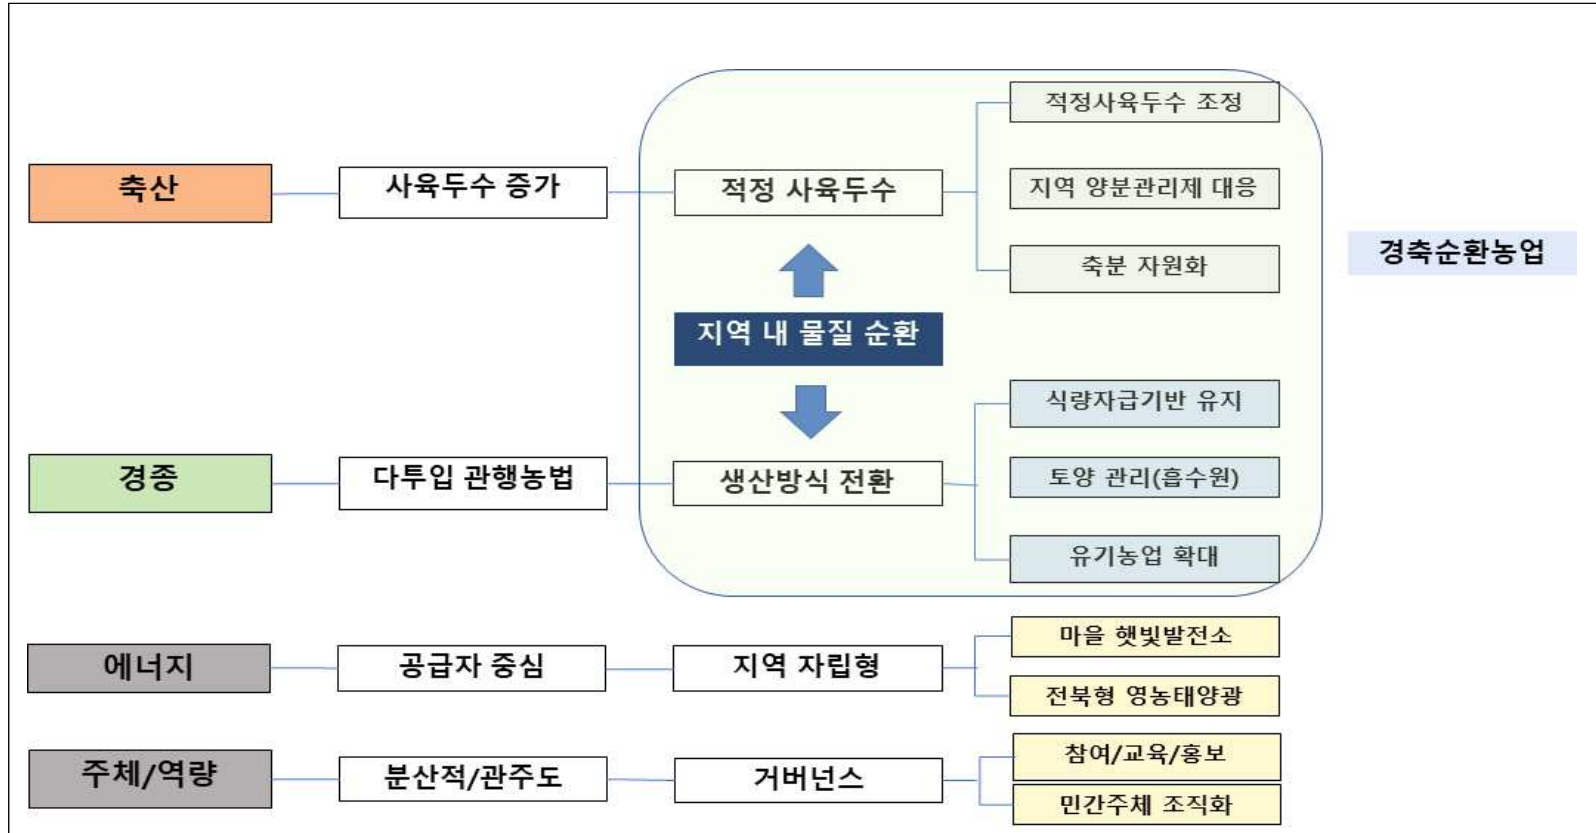 축산
사육두수 증가
적정 사육두수
적정사육두수 조정
지역 양분관리제 대응
축분 자원화
경축순환농업
지역 내 물질 순환
경종
다투입 관행농법
생산방식 전환
식량자급기반 유지
토양 관리(흡수원)
유기농업 확대
에너지
공급자 중심
지역 자립형
마을 햇빛발전소
전북형 영농태양광
주체/역량
분산적/관주도
거버넌스
참여/교육/홍보
민간주체 조직화